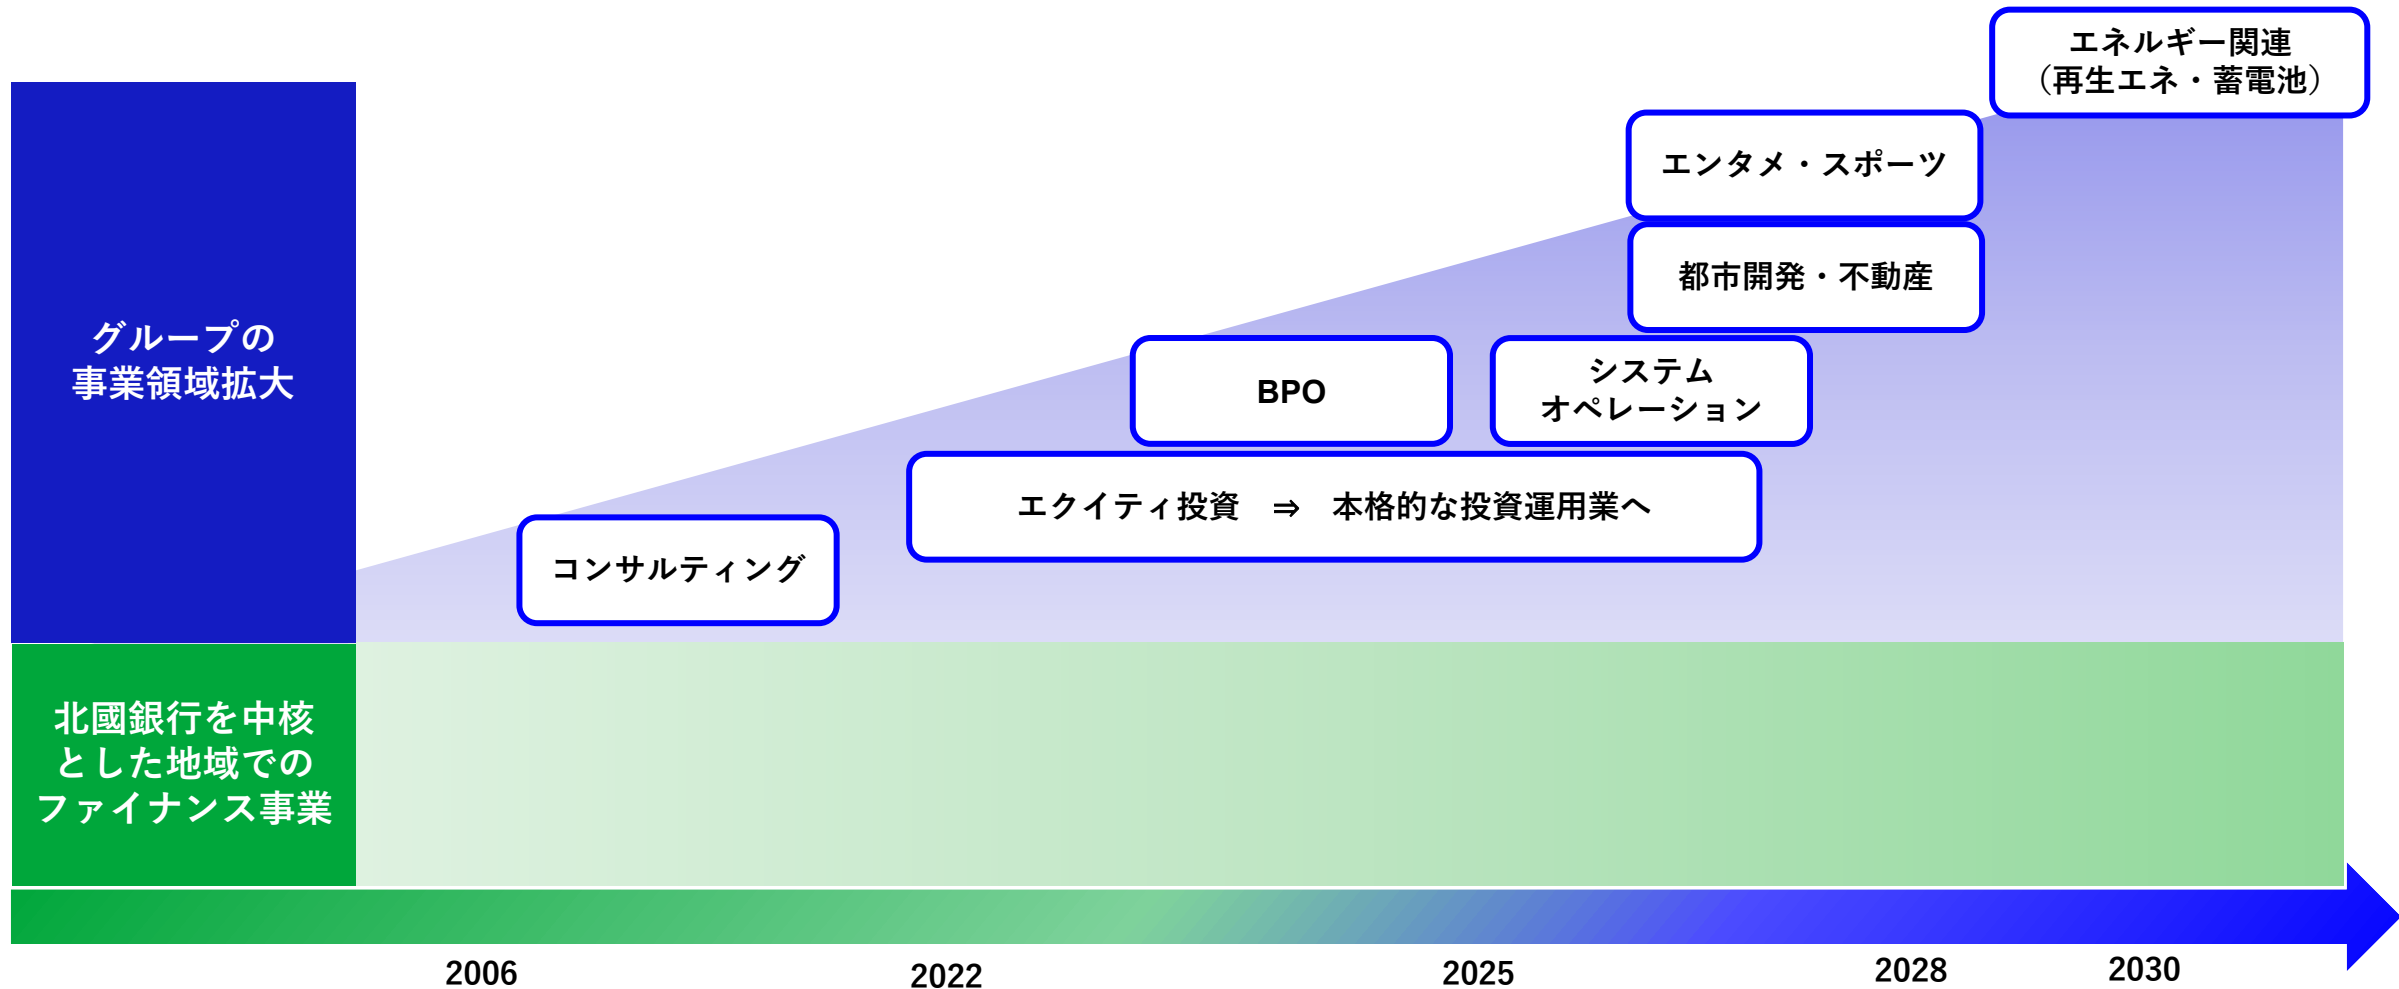 エネルギー関連
（再生エネ・蓄電池）
エンタメ・スポーツ
都市開発・不動産
グループの
事業領域拡大
BPO
システム
オペレーション
エクイティ投資　⇒　本格的な投資運用業へ
コンサルティング
北國銀行を中核
とした地域での
ファイナンス事業
2006
2022
2025
2028
2030